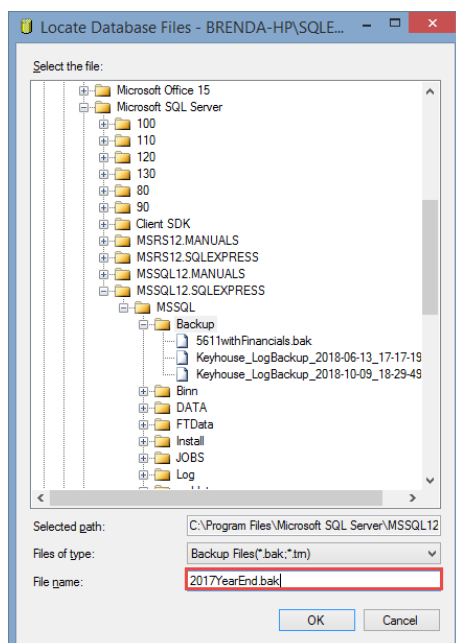 Locate Database Files - BRENDA-HP\SQLE...
Select the file:
Microsoft Office 15
Microsoft SQL Server
100
110
120
130
80
90
Client SDK
MSRS12.MANUALS
MSRS12.SQLEXPRESS
MSSQL12.MANUALS
MSSQL12.SQLEXPRESS
MSSQL
Backup
5611withFinancials.bak
Keyhouse_LogBackup_2018-06-13_17-17-19
Keyhouse_LogBackup_2018-10-09_18-29-49
Binn
DATA
FTData
Install
JOBS
Log
Selected path: C:\Program Files\Microsoft SQL Server\MSSQL12
Files of type: Backup Files(*.bak;*.trn)
File name: 2017YearEnd.bak
OK Cancel